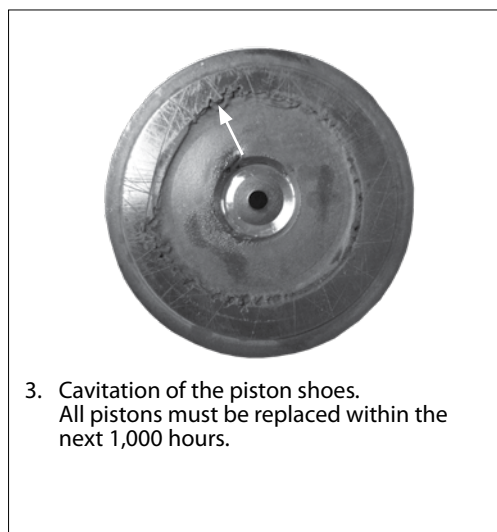 3. Cavitation of the piston shoes.
All pistons must be replaced within the
next 1,000 hours.